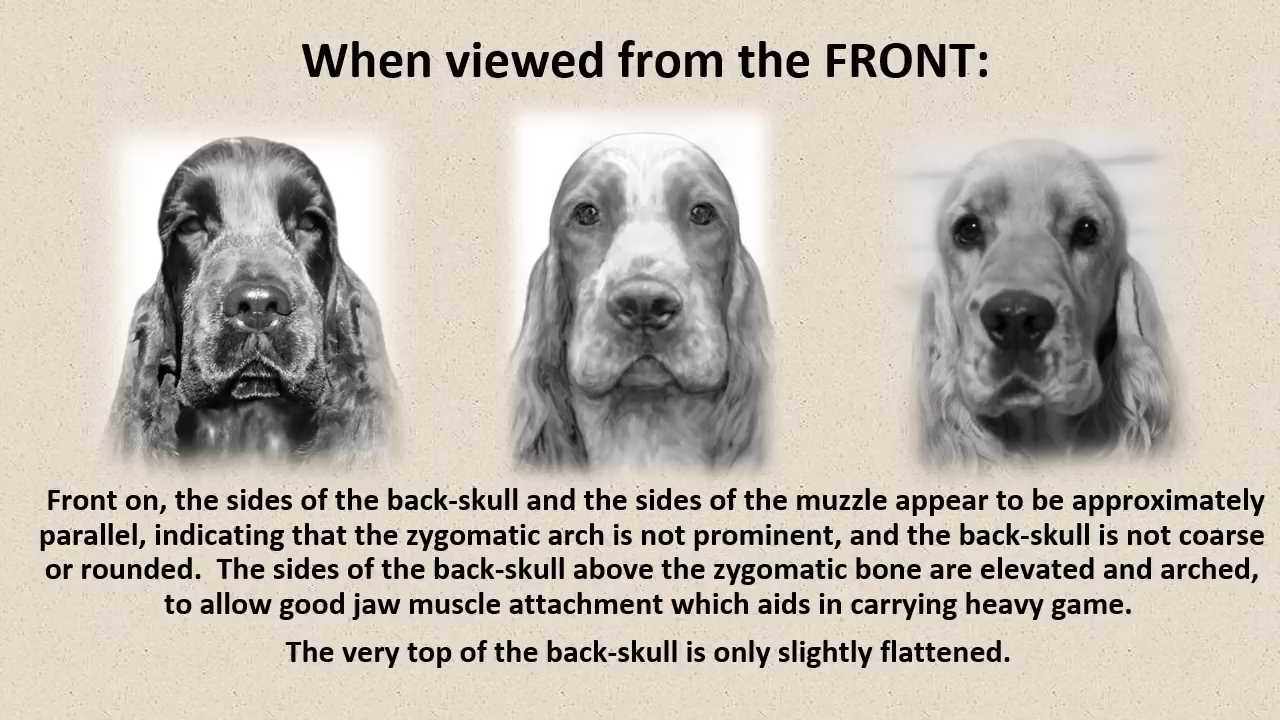 When viewed from the FRONT:
Front on, the sides of the back-skull and the sides of the muzzle appear to be approximately
parallel, indicating that the zygomatic arch is not prominent, and the back-skull is not coarse
or rounded.  The sides of the back-skull above the zygomatic bone are elevated and arched,
to allow good jaw muscle attachment which aids in carrying heavy game.
The very top of the back-skull is only slightly flattened.